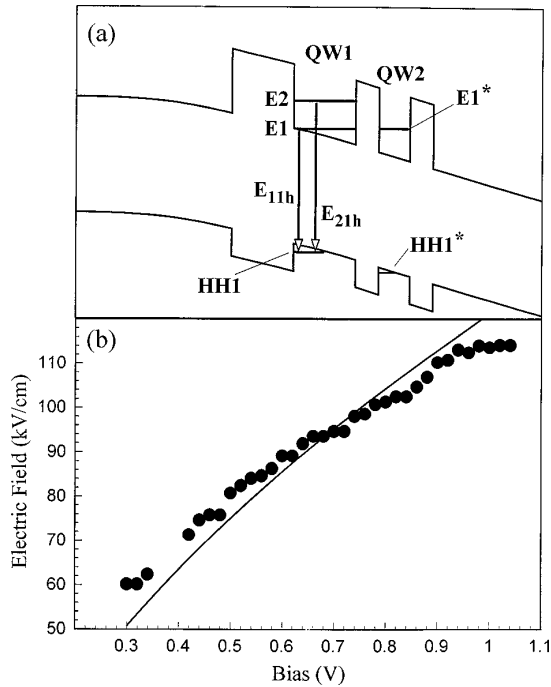 (a)
QW1
QW2
E2
E1*
E1
E11h
E21h
HH1*
HH1
(b)
110
100
90
80
70
60
50
Electric Field (kV/cm)
0.3 0.4 0.5 0.6 0.7 0.8 0.9 1 1.1
Bias (V)